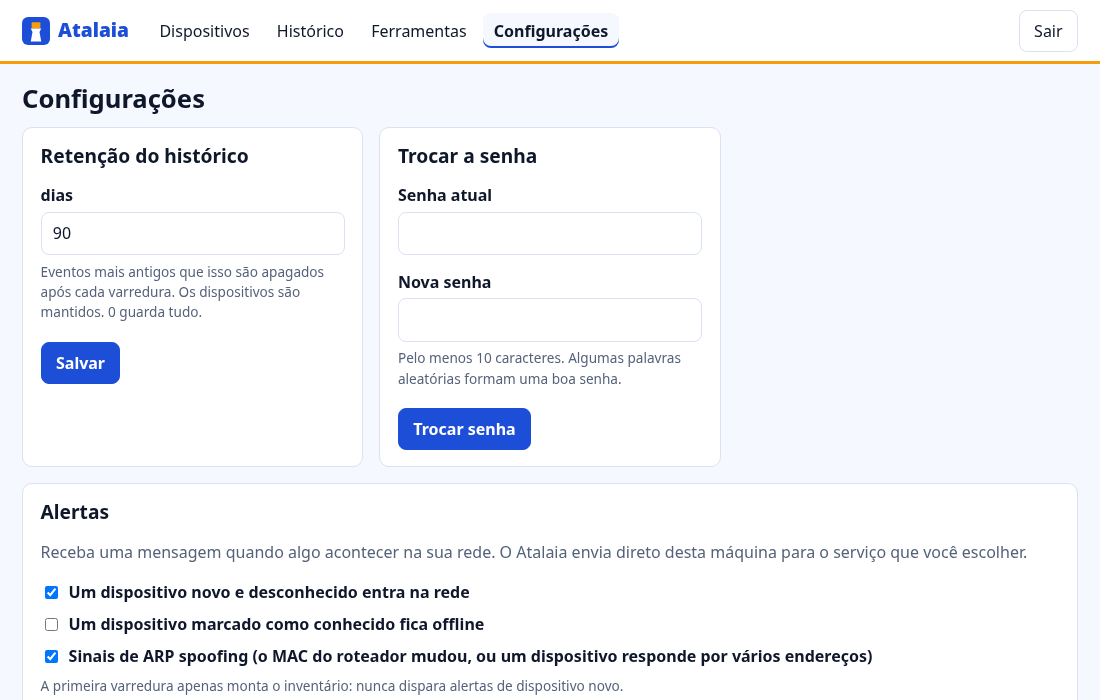 Atalaia
Dispositivos
Histórico
Ferramentas
Configurações
Sair
Configurações
Retenção do histórico
dias
90
Eventos mais antigos que isso são apagados
após cada varredura. Os dispositivos são
mantidos. 0 guarda tudo.
Salvar
Trocar a senha
Senha atual
Nova senha
Pelo menos 10 caracteres. Algumas palavras
aleatórias formam uma boa senha.
Trocar senha
Alertas
Receba uma mensagem quando algo acontecer na sua rede. O Atalaia envia direto desta máquina para o serviço que você escolher.
Um dispositivo novo e desconhecido entra na rede
Um dispositivo marcado como conhecido fica offline
Sinais de ARP spoofing (o MAC do roteador mudou, ou um dispositivo responde por vários endereços)
A primeira varredura apenas monta o inventário: nunca dispara alertas de dispositivo novo.